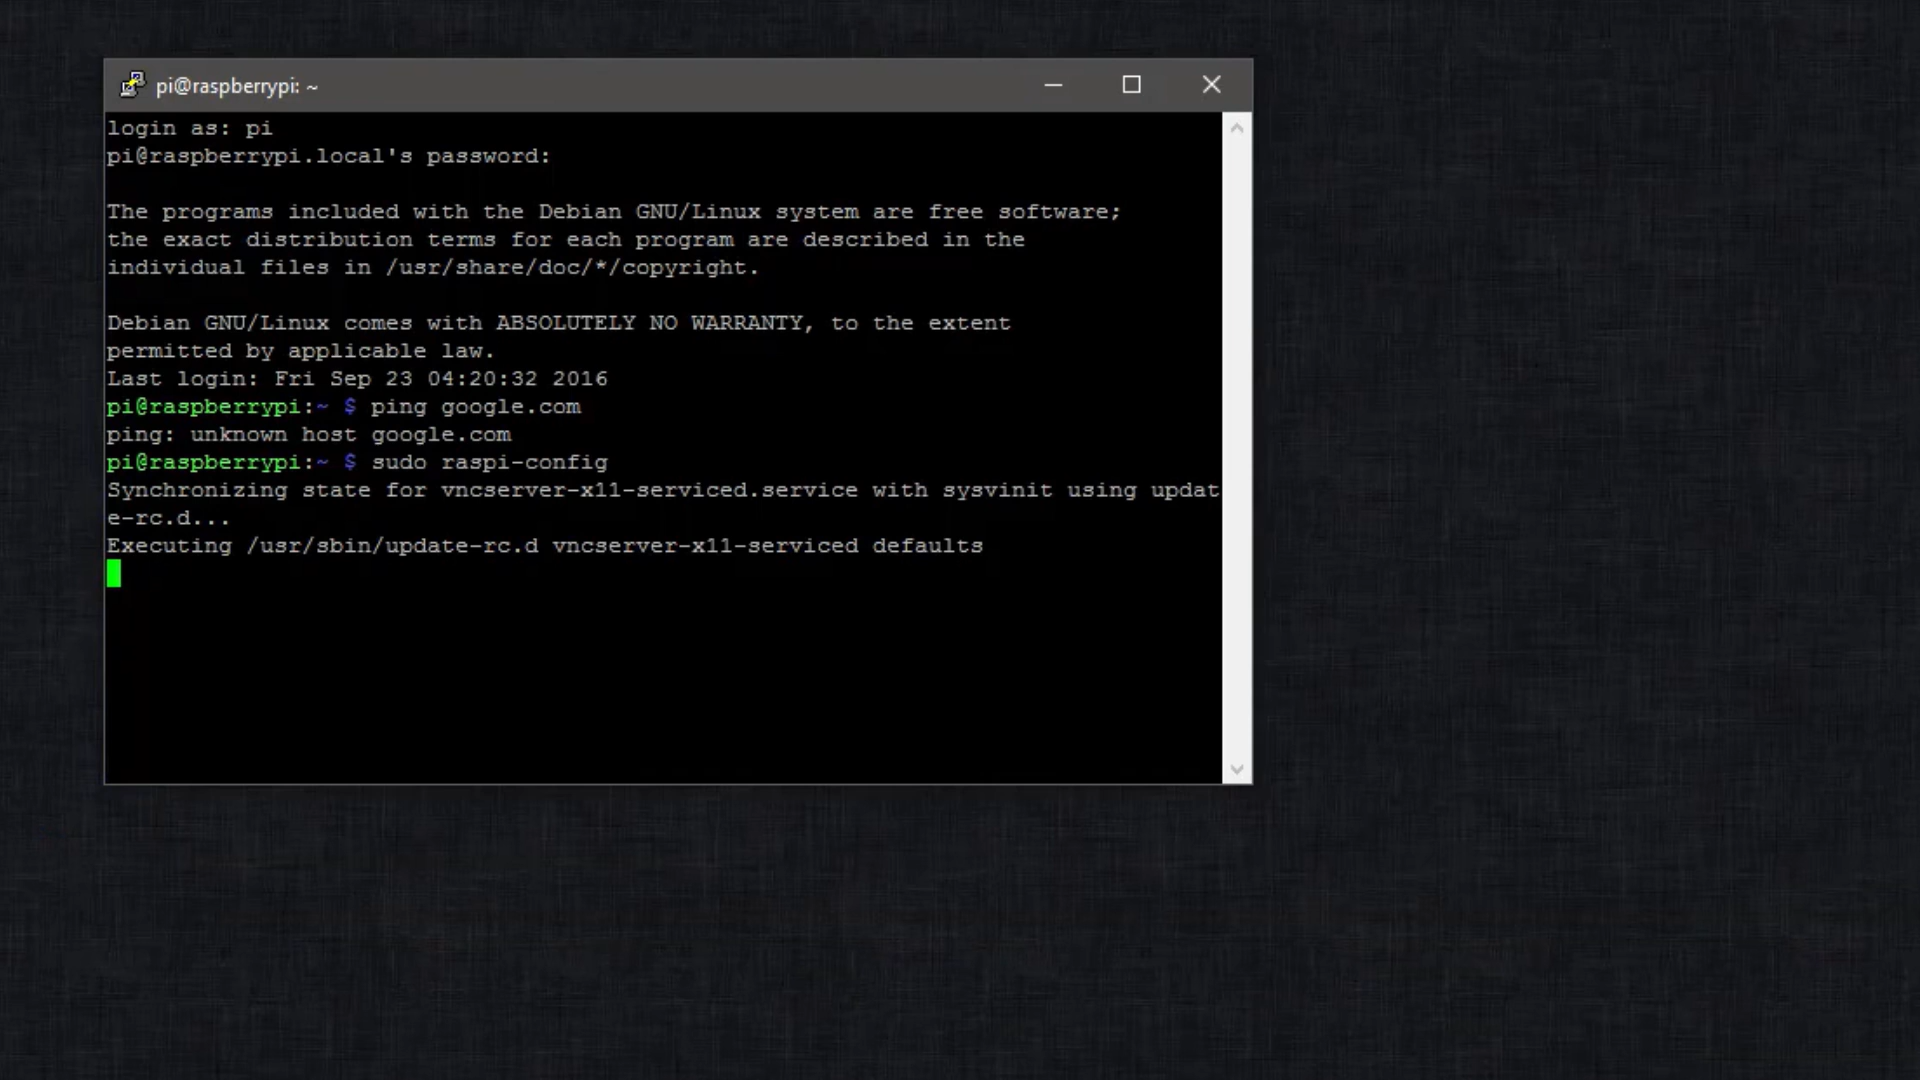 pi@raspberrypi: ~
login as: pi
pi@raspberrypi.local's password:
The programs included with the Debian GNU/Linux system are free software;
the exact distribution terms for each program are described in the
individual files in /usr/share/doc/*/copyright.
Debian GNU/Linux comes with ABSOLUTELY NO WARRANTY, to the extent
permitted by applicable law.
Last login: Fri Sep 23 04:20:32 2016
pi@raspberrypi:~ $ ping google.com
ping: unknown host google.com
pi@raspberrypi:~ $ sudo raspi-config
Synchronizing state for vncserver-x11-serviced.service with sysvinit using updat
e-rc.d...
Executing /usr/sbin/update-rc.d vncserver-x11-serviced defaults